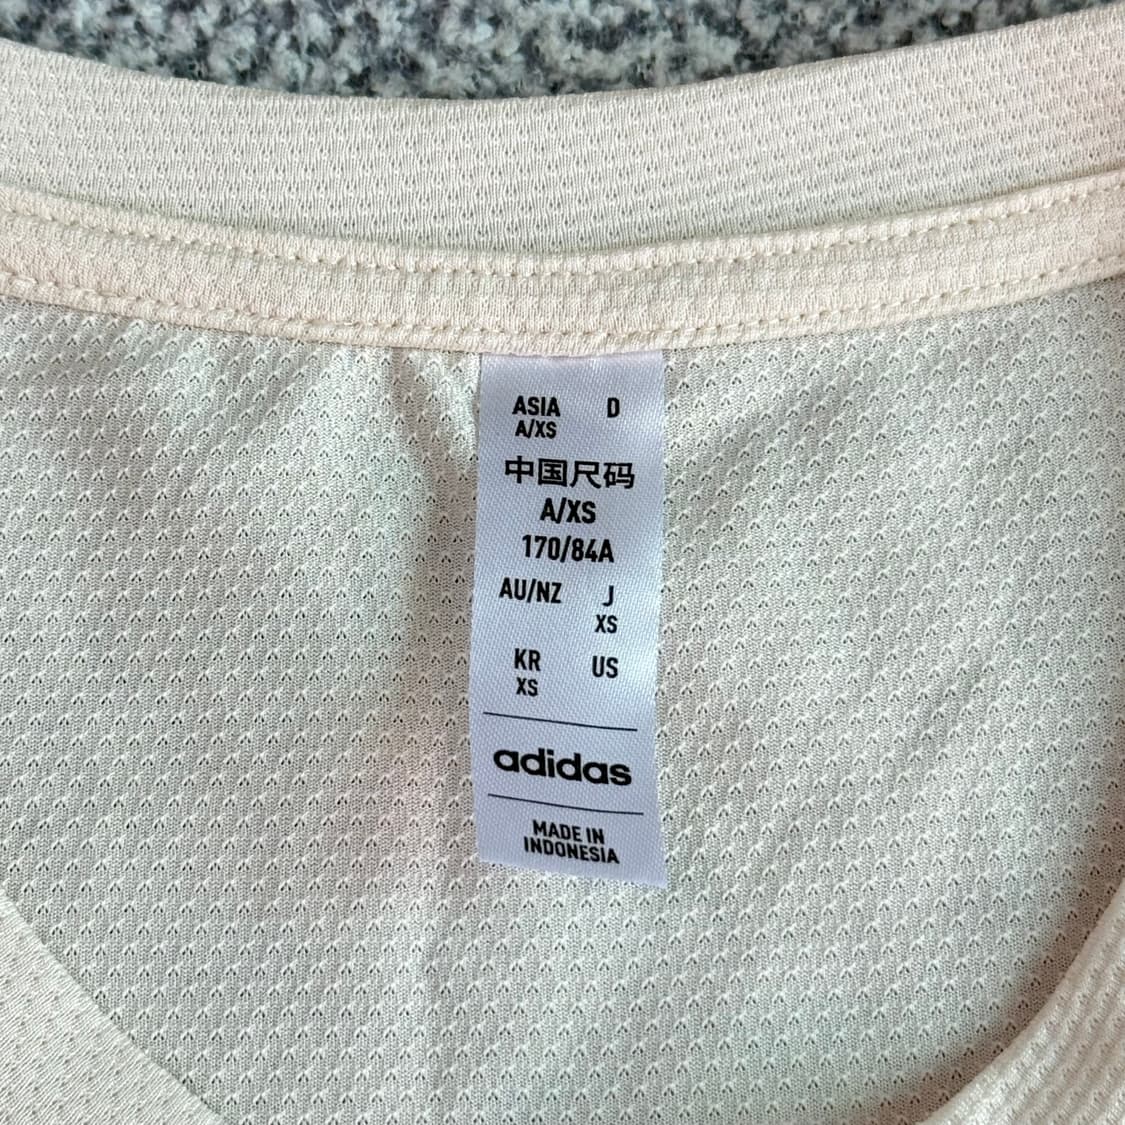 ASIA D
A/XS
中国尺码
A/XS
170/84A
AU/NZ J
XS
KR US
XS
adidas
MADE IN
INDONESIA